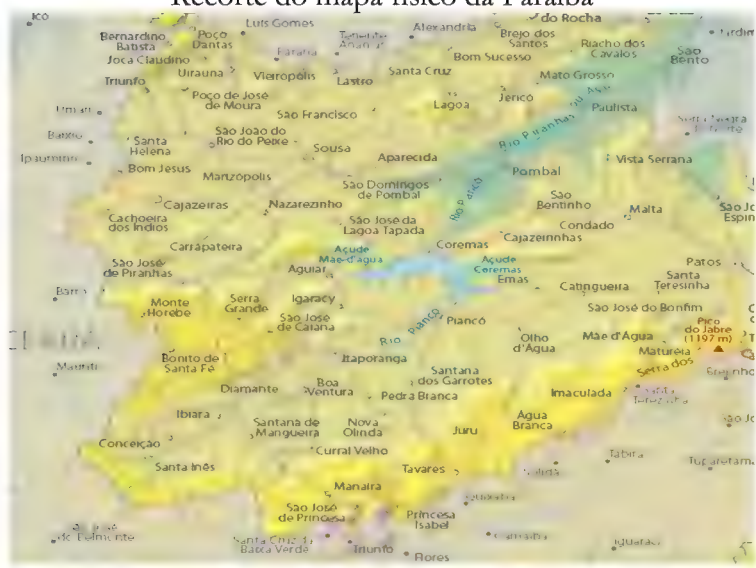 Recorte do mapa físico da Paraíba
Luís Gomes
Alexandria
Brejo dos
Santos
do Rocha
Bernardino
Batista
Poço
Dantas
Riacho dos
Cavalos
São
Bento
Joca Claudino
Uirauna
Vieirópolis
Lastro
Santa Cruz
Bom Sucesso
Mato Grosso
Triunfo
Poço de José
de Moura
São Francisco
Lagoa
Jericó
Paulista
Rio Piranhas
São João do
Rio do Peixe
Santa
Helena
Sousa
Aparecida
Vista Serrana
Bom Jesus
Marizópolis
São Domingos
de Pombal
Pombal
Cajazeiras
Nazarezinho
São
Bentinho
Malta
São José da
Lagoa Tapada
Condado
Cachoeira
dos Índios
Carrapateira
Coremas
Cajazeirinhas
Açude
Mãe-d'água
Açude
Coremas
São José
de Piranhas
Aguiar
Emas
Catingueira
Patos
Santa
Teresinha
Monte
Horebe
Serra
Grande
Igaracy
São José do Bonfim
São José
de Caiana
Rio Piancó
Piancó
Pico
do Jabre
(1197 m)
Olho
d'Água
Mãe d'Água
Maturéia
Mauriti
Bonito de
Santa Fé
Itaporanga
Serra dos
Santana
dos Garrotes
Diamante
Boa
Ventura
Pedra Branca
Imaculada
Ibiara
Santana de
Mangueira
Nova
Olinda
Juru
Água
Branca
Conceição
Curral Velho
Tabira
Santa Inês
Tavares
Manaíra
São José
de Princesa
Princesa
Isabel
Santa Cruz da
Baixa Verde
Triunfo
Flores